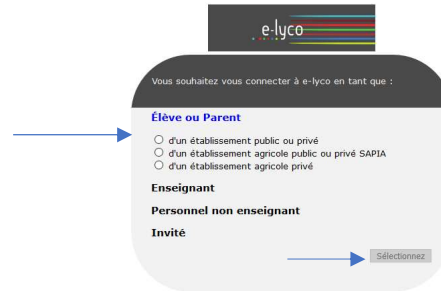 e-lyco
Vous souhaitez vous connecter à e-lyco en tant que :
Élève ou Parent
d'un établissement public ou privé
d'un établissement agricole public ou privé SAPIA
d'un établissement agricole privé
Enseignant
Personnel non enseignant
Invité
Sélectionnez